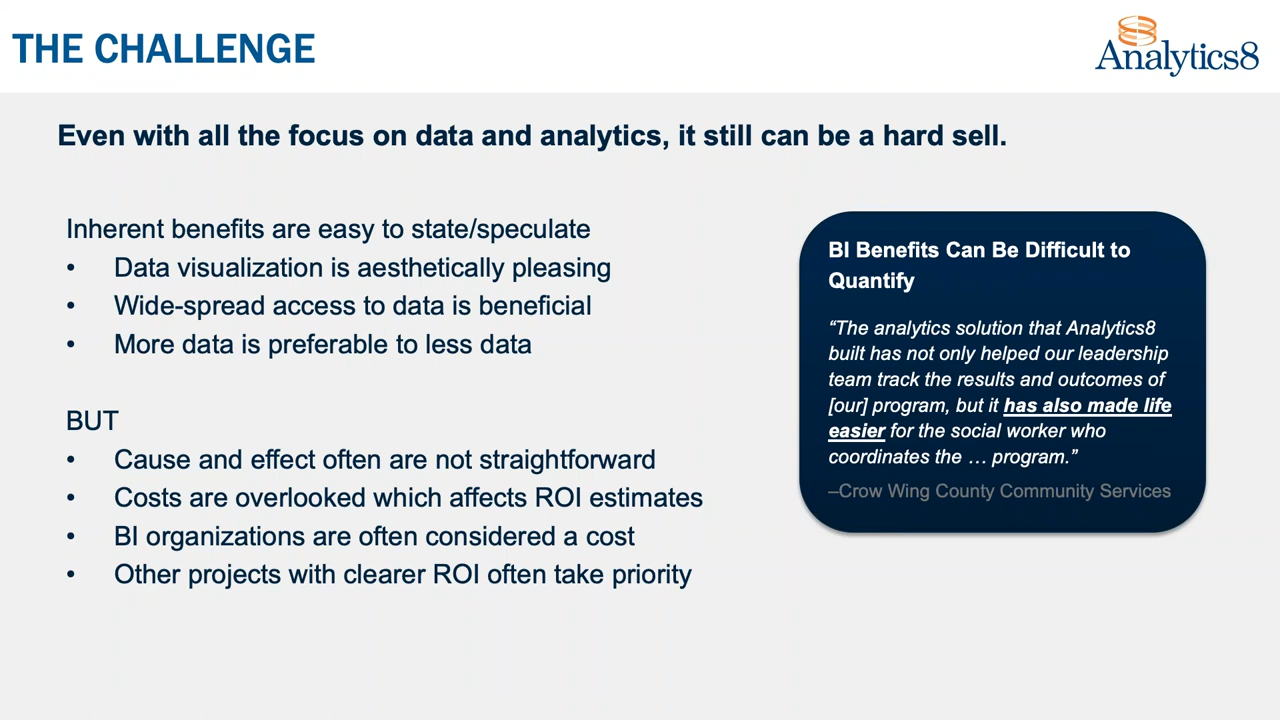 THE CHALLENGE
Analytics8
Even with all the focus on data and analytics, it still can be a hard sell.
Inherent benefits are easy to state/speculate
• Data visualization is aesthetically pleasing
• Wide-spread access to data is beneficial
• More data is preferable to less data
BUT
• Cause and effect often are not straightforward
• Costs are overlooked which affects ROI estimates
• BI organizations are often considered a cost
• Other projects with clearer ROI often take priority
BI Benefits Can Be Difficult to
Quantify
“The analytics solution that Analytics8
built has not only helped our leadership
team track the results and outcomes of
[our] program, but it has also made life
easier for the social worker who
coordinates the … program.”
–Crow Wing County Community Services